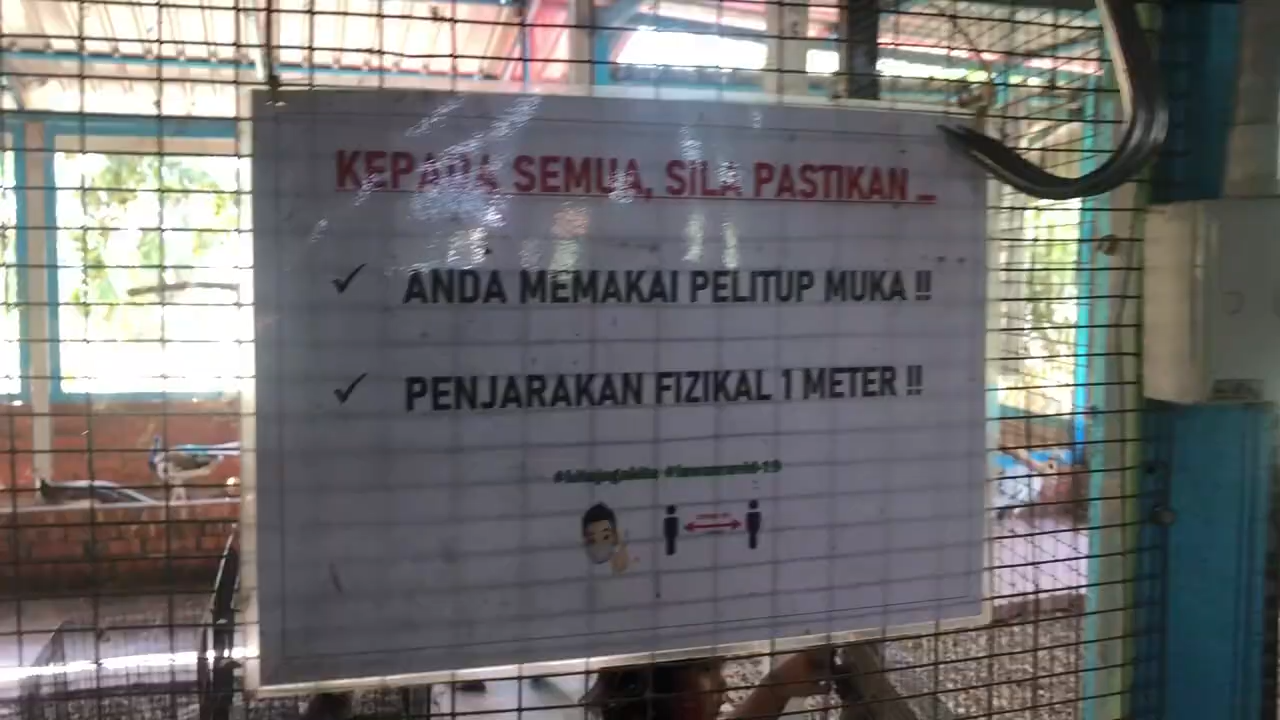 KEPADA SEMUA, SILA PASTIKAN ...
✓ ANDA MEMAKAI PELITUP MUKA !!
✓ PENJARAKAN FIZIKAL 1 METER !!